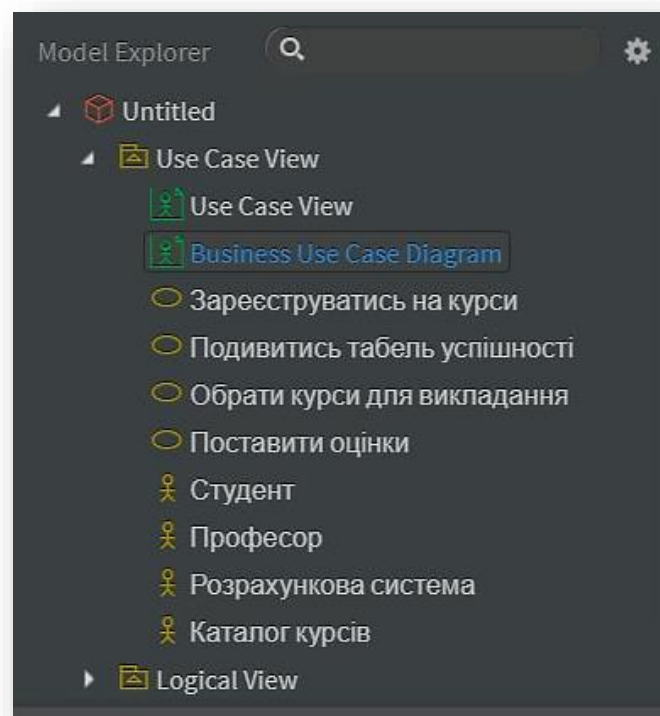 Model Explorer
Untitled
Use Case View
Use Case View
Business Use Case Diagram
Зареєструватись на курси
Подивитись табель успішності
Обрати курси для викладання
Поставити оцінки
Студент
Професор
Розрахункова система
Каталог курсів
Logical View